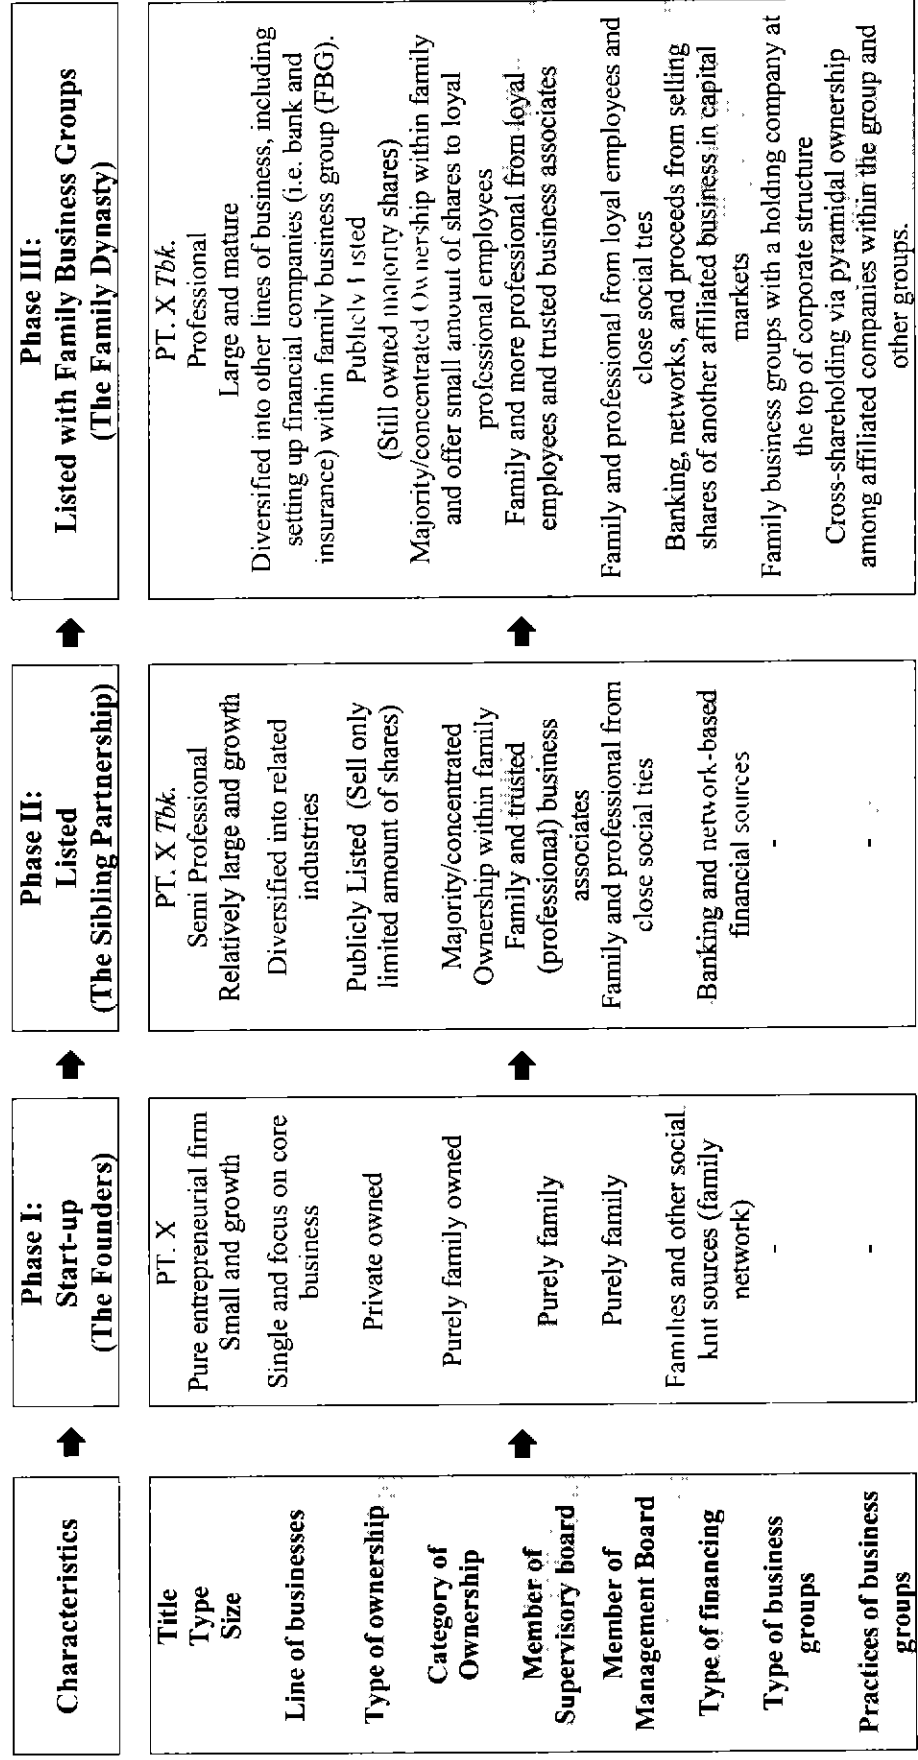 Characteristics
Phase I:
Start-up
(The Founders)
Phase II:
Listed
(The Sibling Partnership)
Phase III:
Listed with Family Business Groups
(The Family Dynasty)
Title
Type
Size
Line of businesses
Type of ownership
Category of
Ownership
Member of
Supervisory board
Member of
Management Board
Type of financing
Type of business
groups
Practices of business
groups
PT. X
Pure entrepreneurial firm
Small and growth
Single and focus on core
business
Private owned
Purely family owned
Purely family
Purely family
Families and other social
knit sources (family
network)
-
-
PT. X Tbk.
Semi Professional
Relatively large and growth
Diversified into related
industries
Publicly Listed (Sell only
limited amount of shares)
Majority/concentrated
Ownership within family
Family and trusted
(professional) business
associates
Family and professional from
close social ties
Banking and network-based
financial sources
-
-
PT. X Tbk.
Professional
Large and mature
Diversified into other lines of business, including
setting up financial companies (i.e. bank and
insurance) within family business group (FBG).
Publicly Listed
(Still owned majority shares)
Majority/concentrated Ownership within family
and offer small amount of shares to loyal
professional employees
Family and more professional from loyal
employees and trusted business associates
Family and professional from loyal employees and
close social ties
Banking, networks, and proceeds from selling
shares of another affiliated business in capital
markets
Family business groups with a holding company at
the top of corporate structure
Cross-shareholding via pyramidal ownership
among affiliated companies within the group and
other groups.